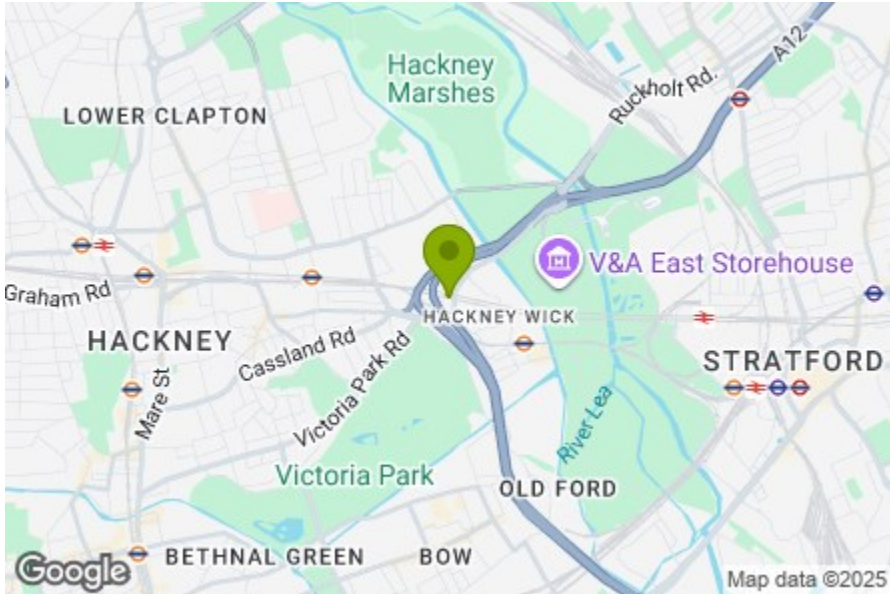 Hackney
Marshes
A12
Ruckholt Rd.
LOWER CLAPTON
V&A East Storehouse
Graham Rd
HACKNEY WICK
HACKNEY
Cassland Rd
STRATFORD
Mare St
Victoria Park Rd
River Lea
Victoria Park
OLD FORD
BETHNAL GREEN
BOW
Google
Map data ©2025